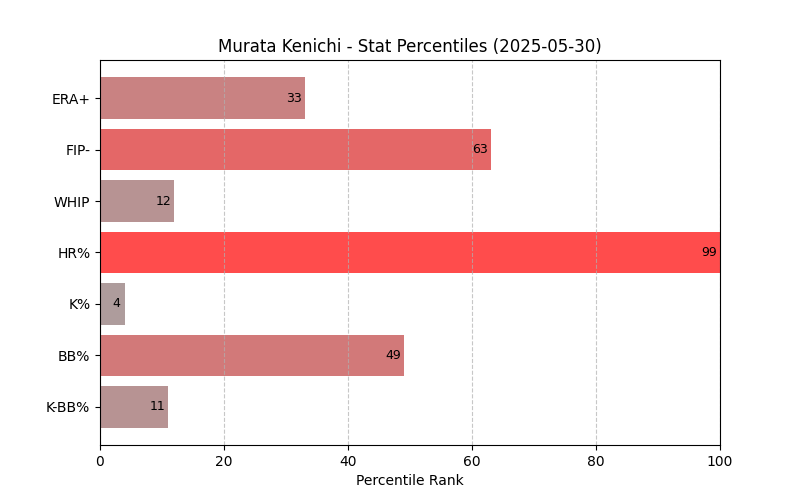 Murata Kenichi - Stat Percentiles (2025-05-30)
ERA+ 33
FIP- 63
WHIP 12
HR% 99
K% 4
BB% 49
K-BB% 11
0 20 40 60 80 100
Percentile Rank